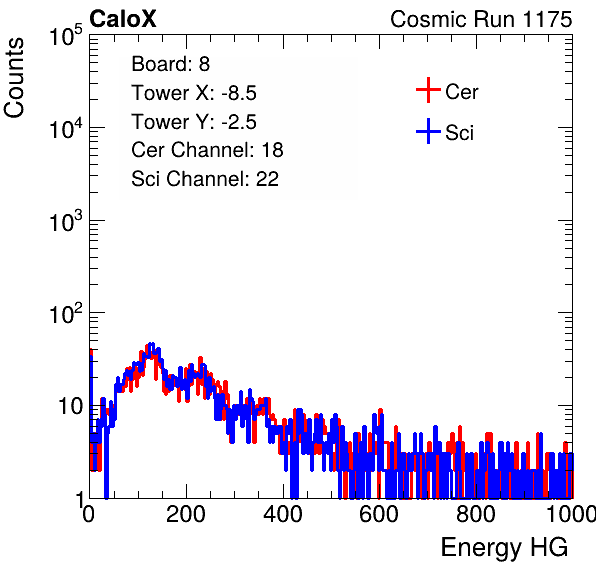 CaloX Cosmic Run 1175
Counts
10^5
10^4
10^3
10^2
10
1
Board: 8
Tower X: -8.5
Tower Y: -2.5
Cer Channel: 18
Sci Channel: 22
Cer
Sci
0 200 400 600 800 1000
Energy HG